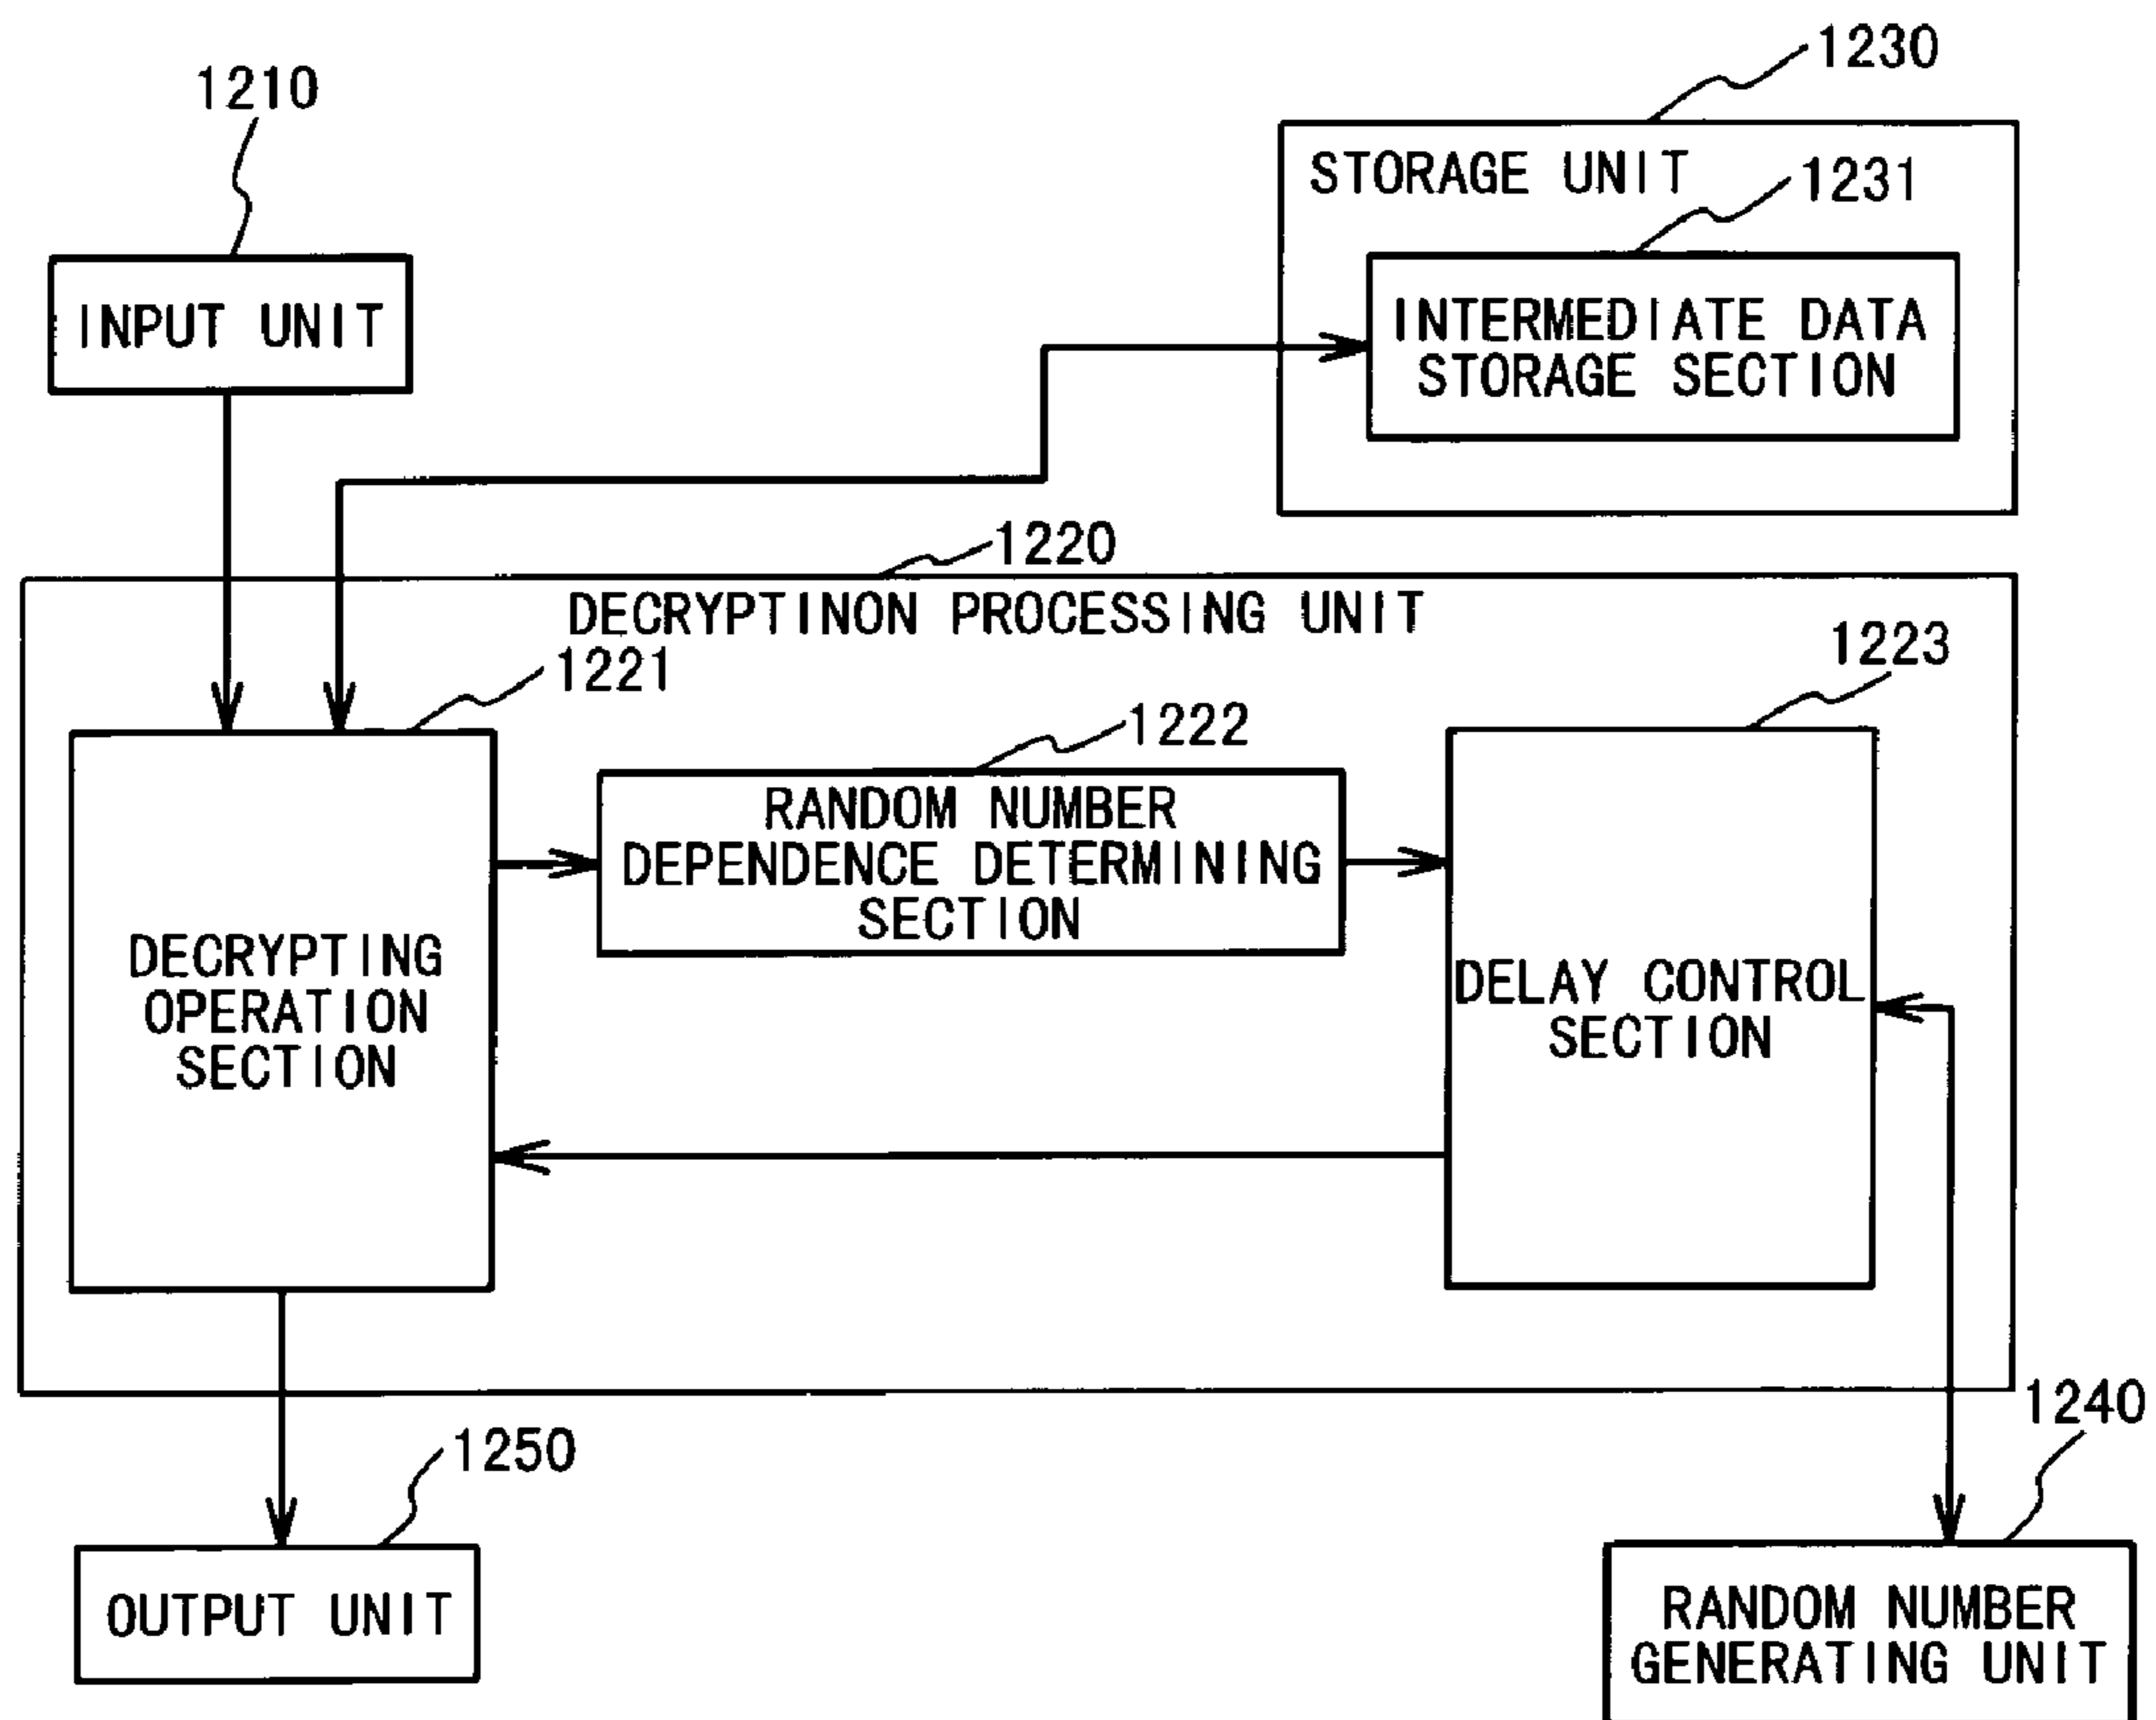 1230
1210
STORAGE UNIT
1231
INPUT UNIT
INTERMEDIATE DATA
STORAGE SECTION
1220
DECRYPTINON PROCESSING UNIT
1221
1223
1222
RANDOM NUMBER
DEPENDENCE DETERMINING
SECTION
DECRYPTING
OPERATION
SECTION
DELAY CONTROL
SECTION
1240
1250
OUTPUT UNIT
RANDOM NUMBER
GENERATING UNIT